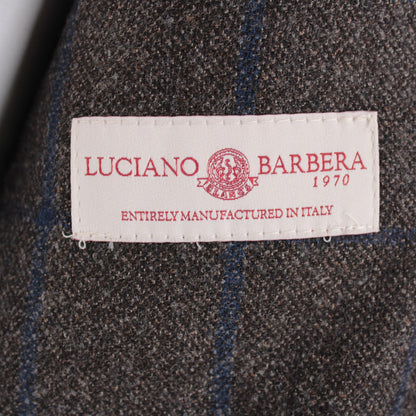 LUCIANO BARBERA
1970
ENTIRELY MANUFACTURED IN ITALY